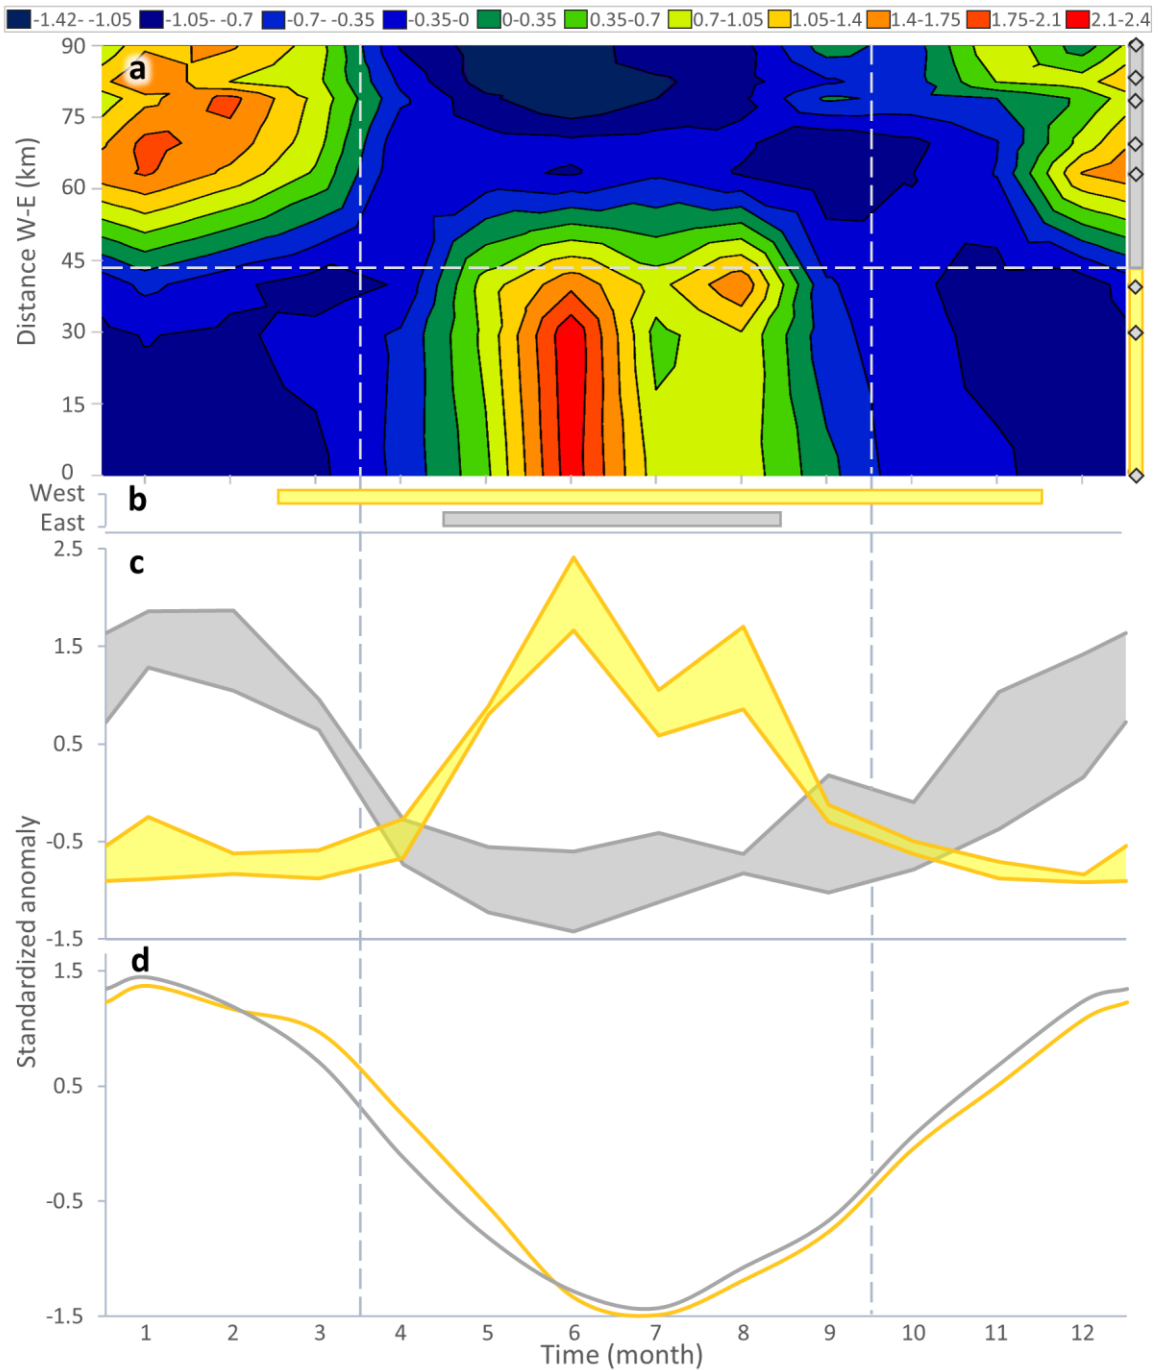 -1.42- -1.05 -1.05- -0.7 -0.7- -0.35 -0.35-0 0-0.35 0.35-0.7 0.7-1.05 1.05-1.4 1.4-1.75 1.75-2.1 2.1-2.4
a
90
75
60
45
30
15
0
Distance W-E (km)
West
East
b
c
2.5
1.5
0.5
-0.5
-1.5
Standardized anomaly
d
1.5
0.5
-0.5
-1.5
1 2 3 4 5 6 7 8 9 10 11 12
Time (month)